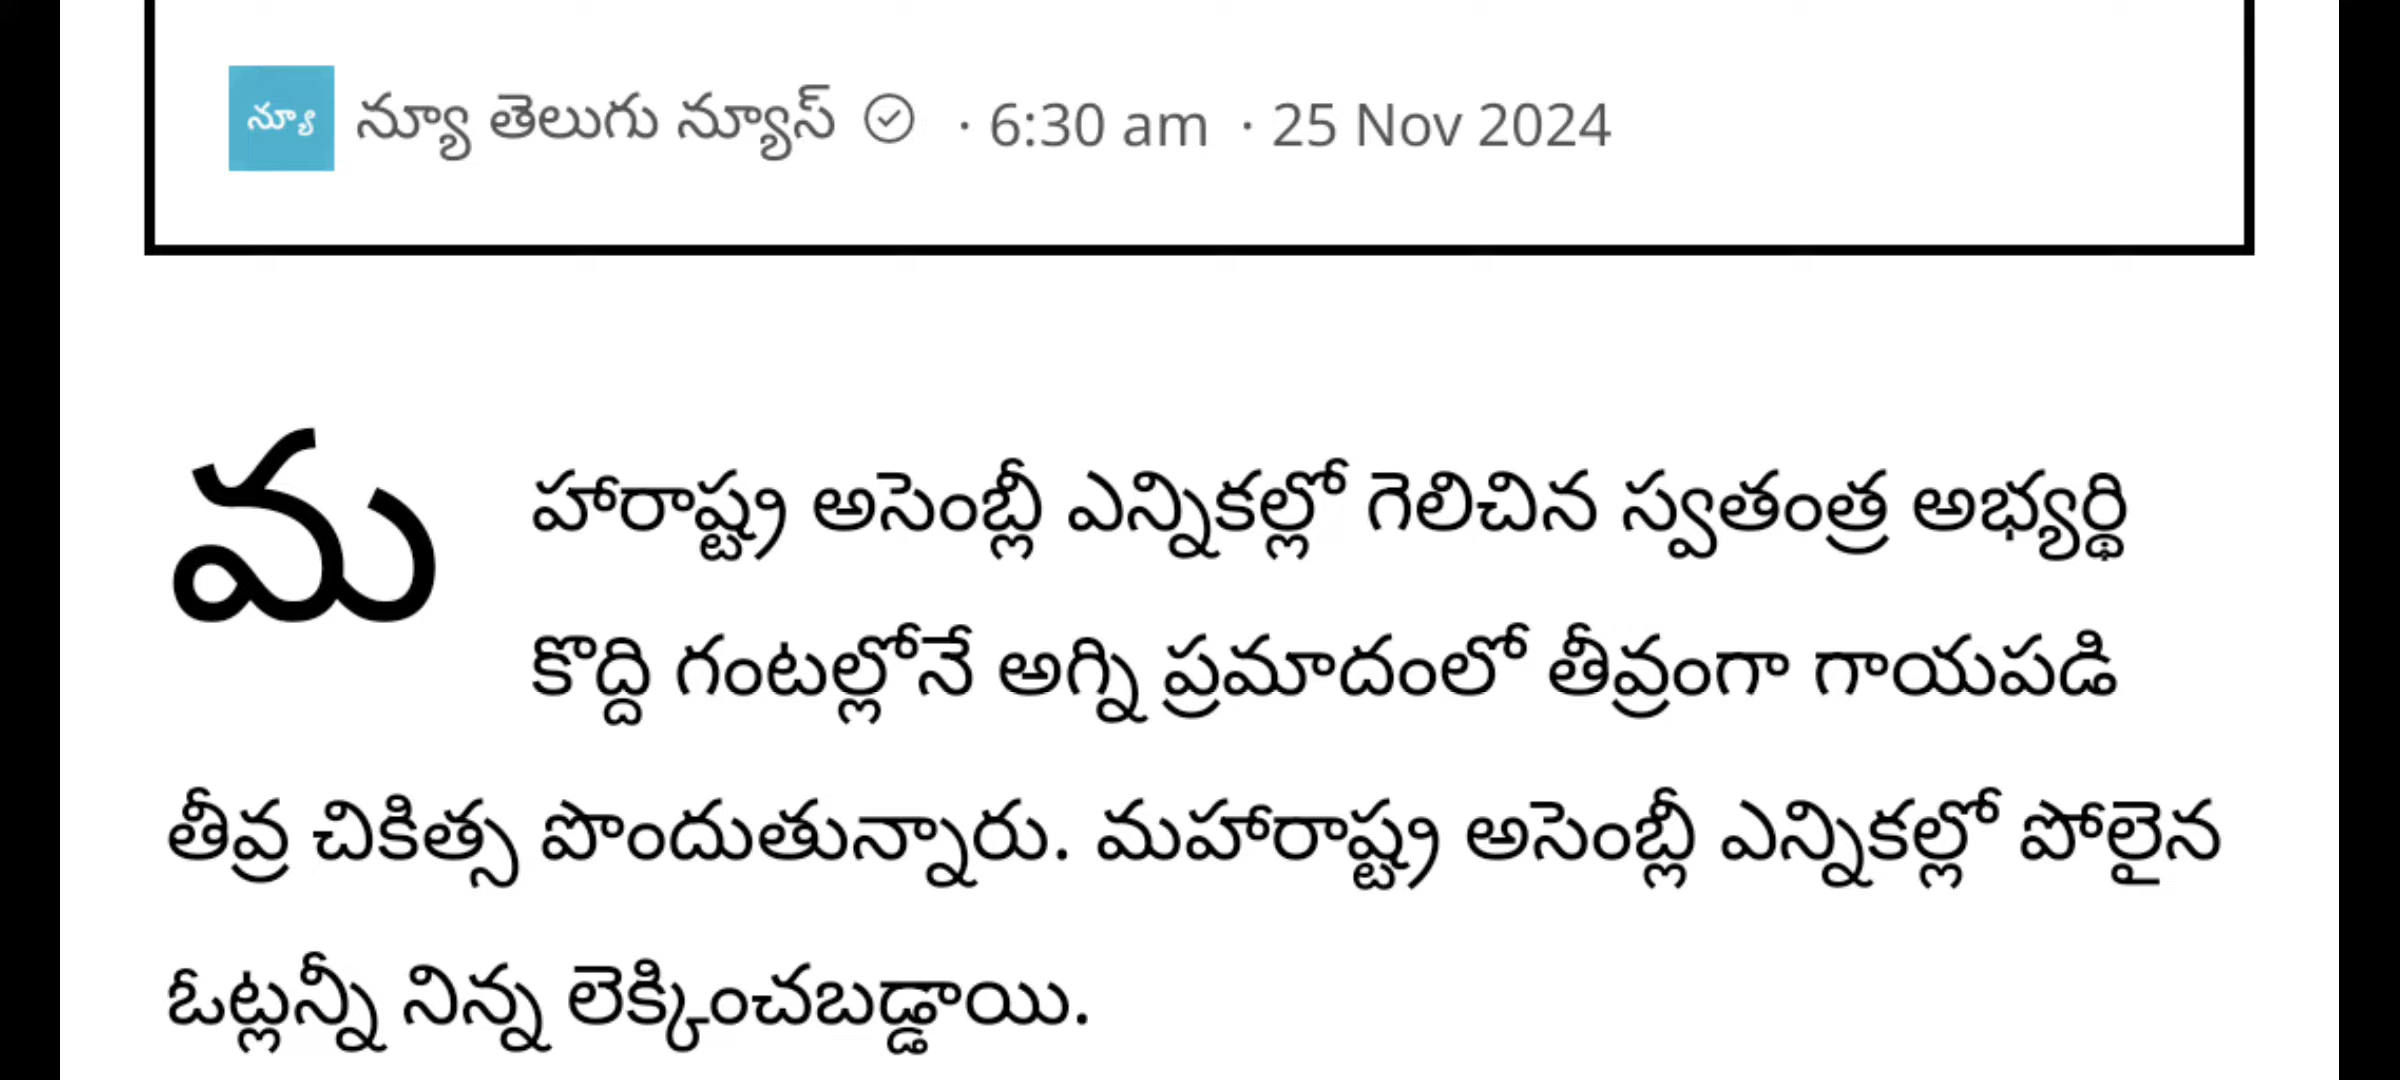 న్యూ న్యూ తెలుగు న్యూస్ · 6:30 am · 25 Nov 2024
మహారాష్ట్ర అసెంబ్లీ ఎన్నికల్లో గెలిచిన స్వతంత్ర అభ్యర్థి
కొద్ది గంటల్లోనే అగ్ని ప్రమాదంలో తీవ్రంగా గాయపడి
తీవ్ర చికిత్స పొందుతున్నారు. మహారాష్ట్ర అసెంబ్లీ ఎన్నికల్లో పోలైన
ఓట్లన్నీ నిన్న లెక్కించబడ్డాయి.